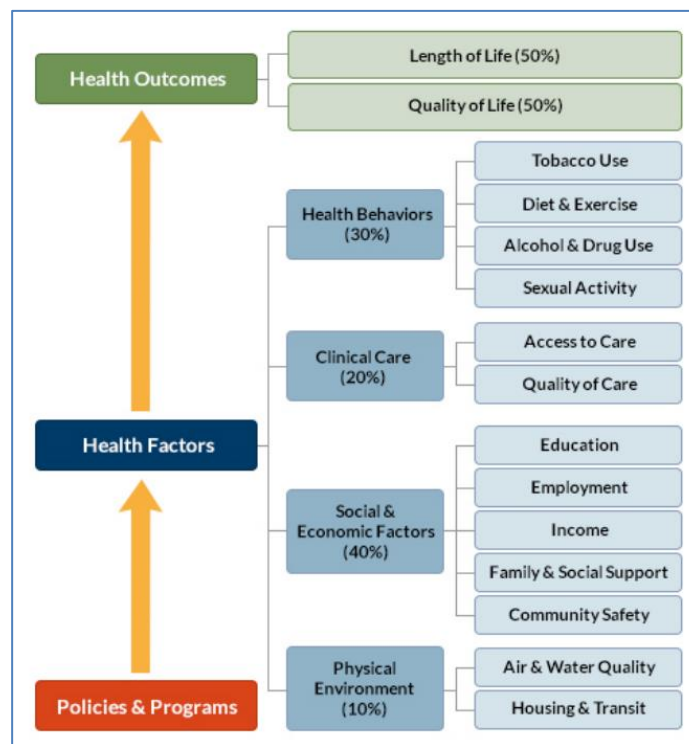 Health Outcomes
Length of Life (50%)
Quality of Life (50%)
Health Factors
Health Behaviors
(30%)
Tobacco Use
Diet & Exercise
Alcohol & Drug Use
Sexual Activity
Clinical Care
(20%)
Access to Care
Quality of Care
Social &
Economic Factors
(40%)
Education
Employment
Income
Family & Social Support
Community Safety
Physical
Environment
(10%)
Air & Water Quality
Housing & Transit
Policies & Programs